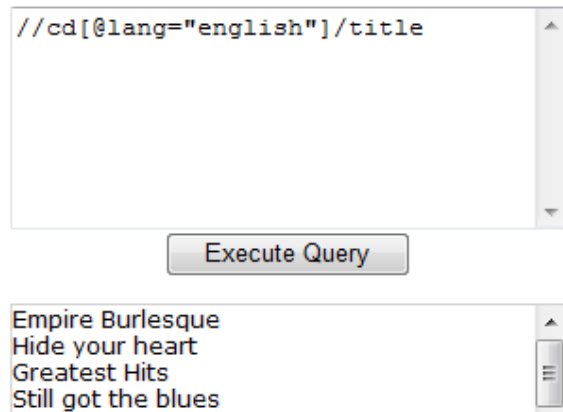 //cd[@lang="english"]/title
Execute Query
Empire Burlesque
Hide your heart
Greatest Hits
Still got the blues